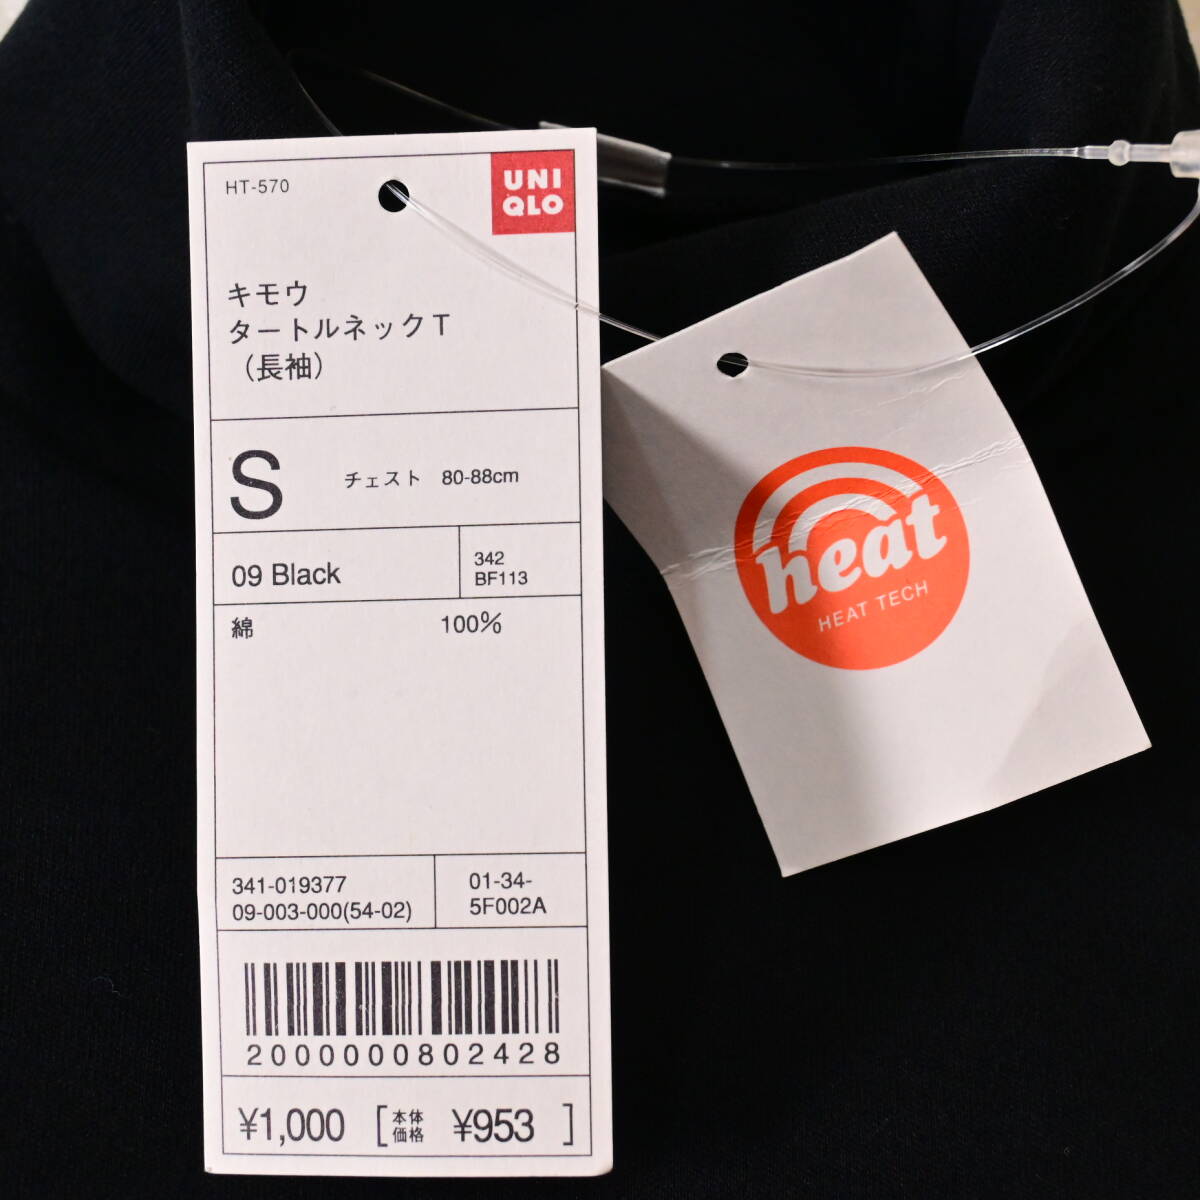 HT-570
UNI
QLO
キモウ
タートルネックT
（長袖）
S チェスト 80-88cm
09 Black
342
BF113
綿 100%
341-019377
09-003-000(54-02)
01-34-
5F002A
2000000802428
¥1,000 [本体価格 ¥953 ]
heat
HEAT TECH